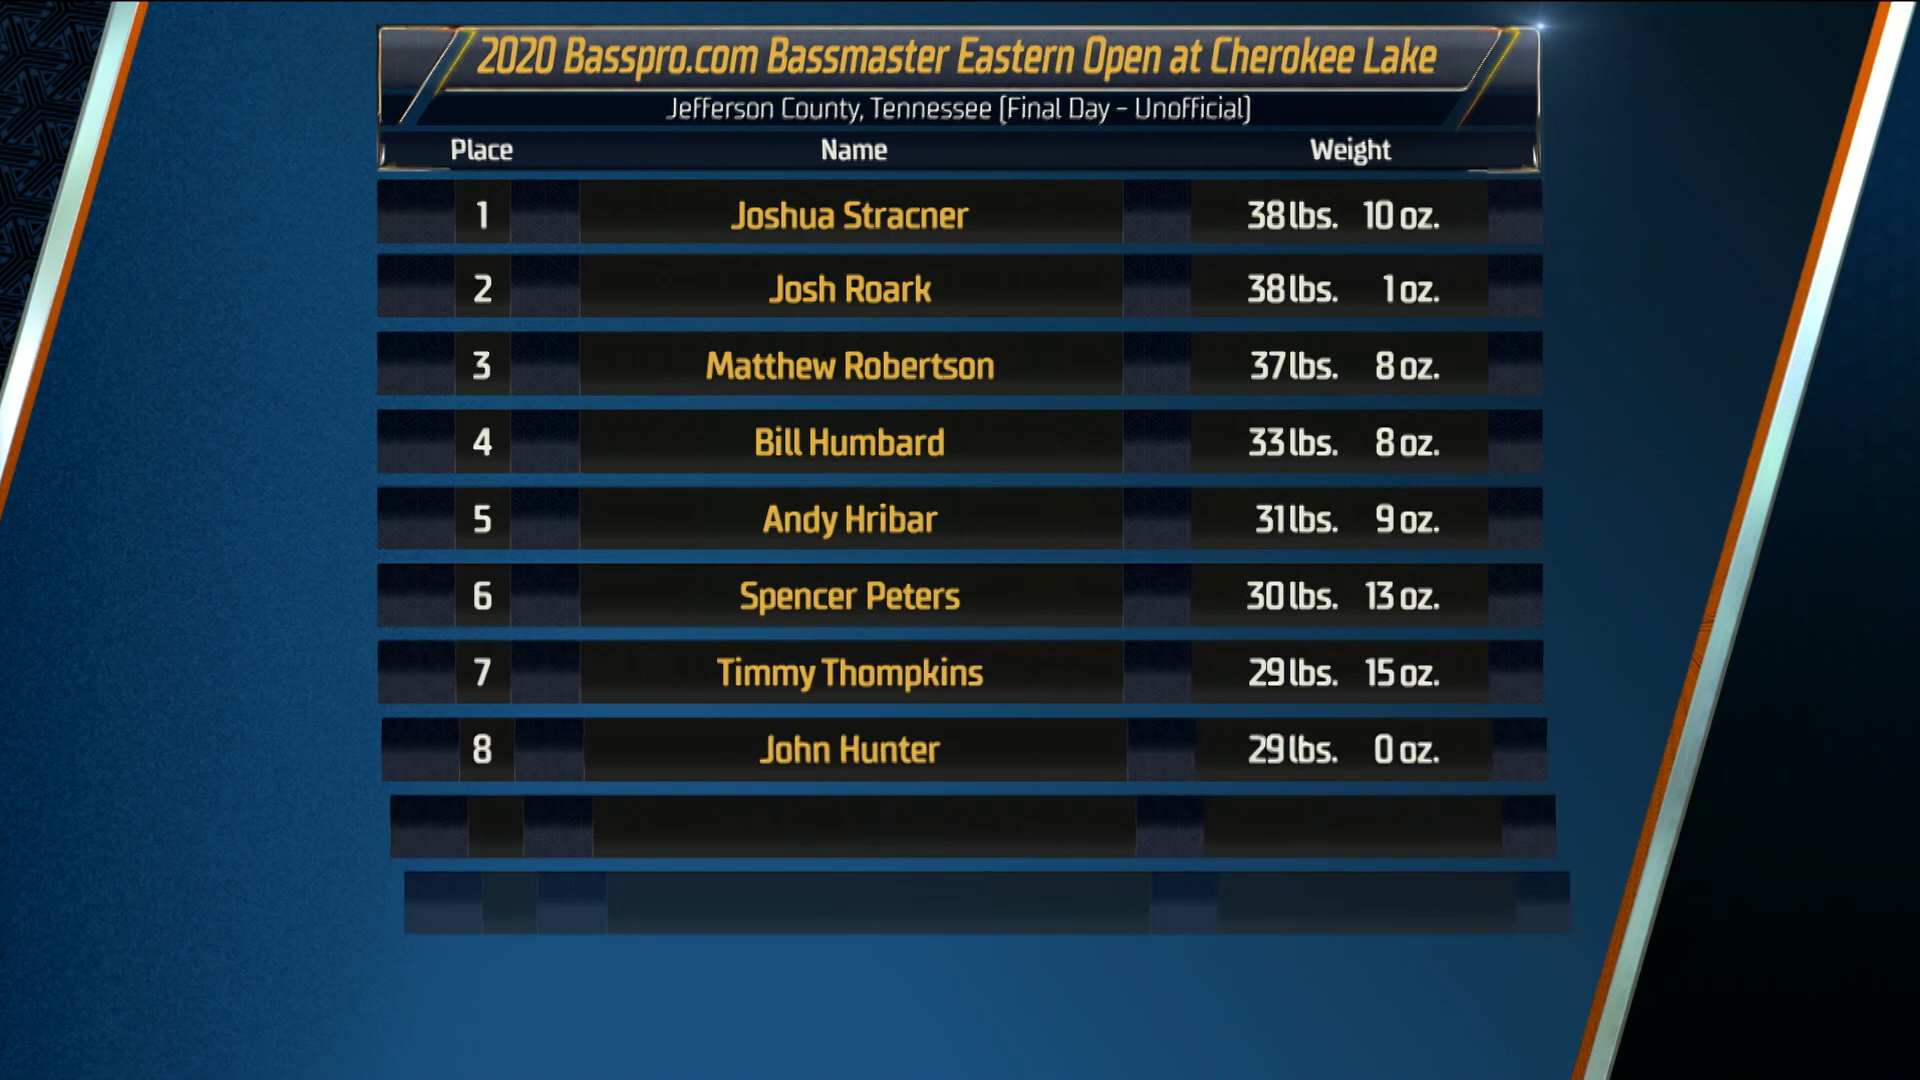 2020 Basspro.com Bassmaster Eastern Open at Cherokee Lake
Jefferson County, Tennessee (Final Day - Unofficial)
Place Name Weight
1 Joshua Stracner 38 lbs. 10 oz.
2 Josh Roark 38 lbs. 1 oz.
3 Matthew Robertson 37 lbs. 8 oz.
4 Bill Humbard 33 lbs. 8 oz.
5 Andy Hribar 31 lbs. 9 oz.
6 Spencer Peters 30 lbs. 13 oz.
7 Timmy Thompkins 29 lbs. 15 oz.
8 John Hunter 29 lbs. 0 oz.